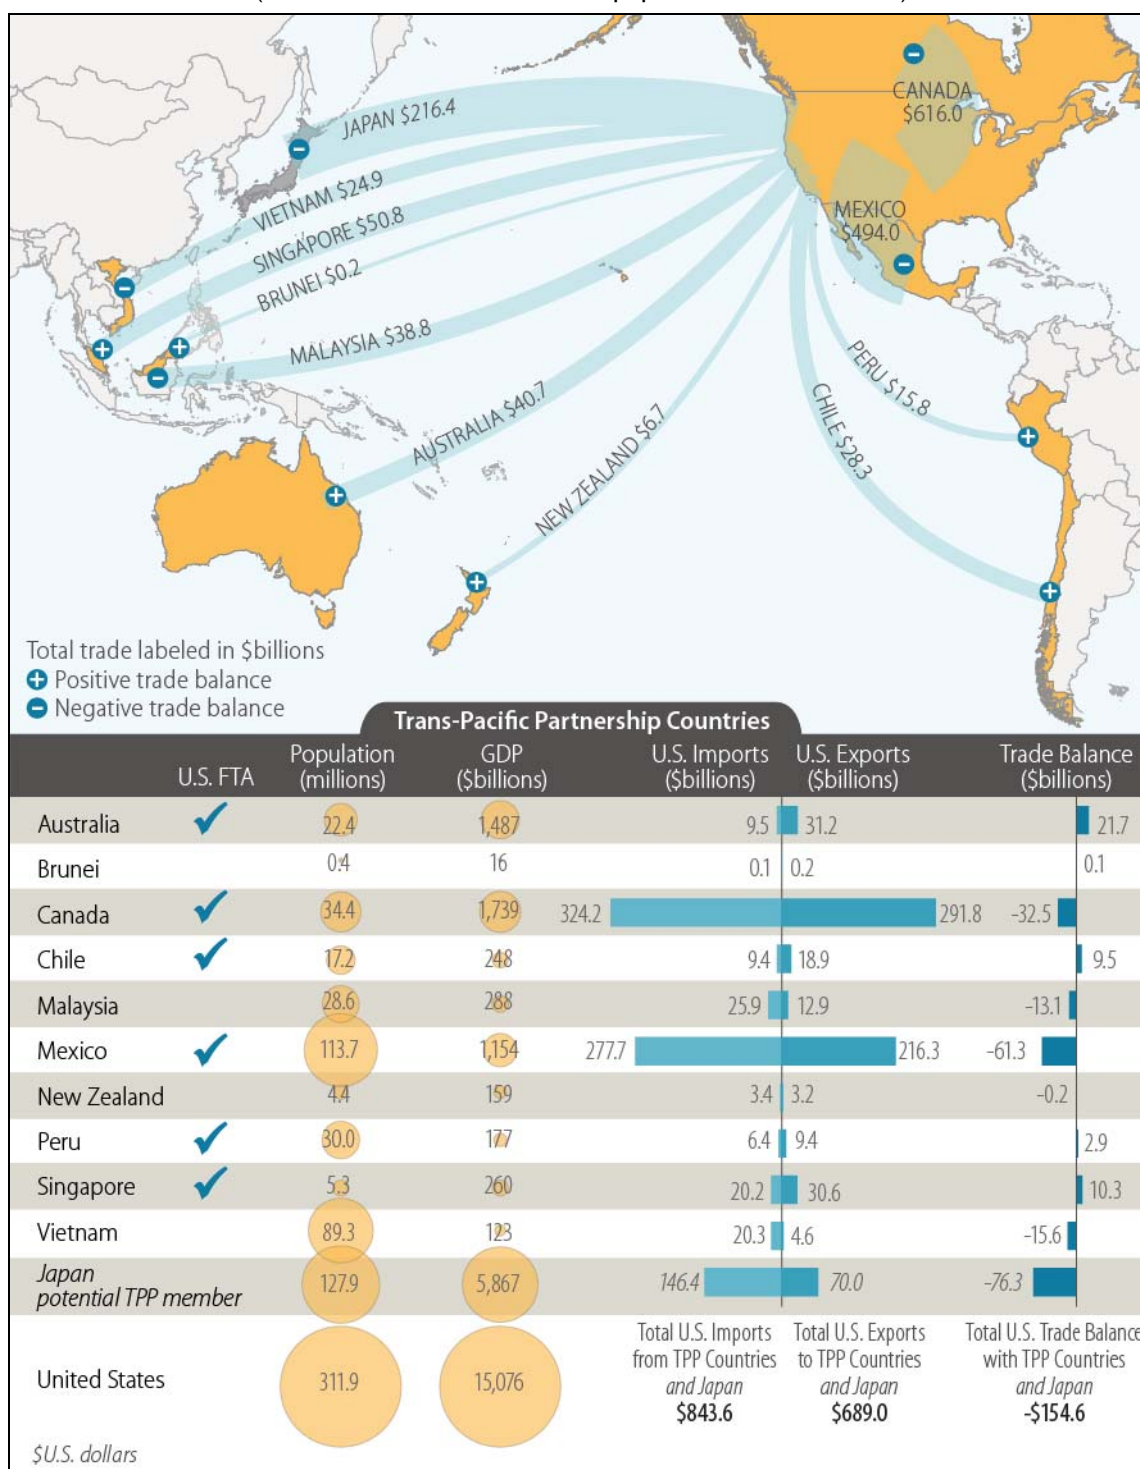 CANADA
$616.0
JAPAN $216.4
VIETNAM $24.9
MEXICO
$494.0
SINGAPORE $50.8
BRUNEI $0.2
MALAYSIA $38.8
PERU $15.8
AUSTRALIA $40.7
CHILE $28.3
NEW ZEALAND $6.7
Total trade labeled in $billions
+ Positive trade balance
− Negative trade balance
Trans-Pacific Partnership Countries
U.S. FTA Population (millions) GDP ($billions) U.S. Imports ($billions) U.S. Exports ($billions) Trade Balance ($billions)
Australia ✓ 22.4 1,487 9.5 31.2 21.7
Brunei 0.4 16 0.1 0.2 0.1
Canada ✓ 34.4 1,739 324.2 291.8 -32.5
Chile ✓ 17.2 248 9.4 18.9 9.5
Malaysia 28.6 288 25.9 12.9 -13.1
Mexico ✓ 113.7 1,154 277.7 216.3 -61.3
New Zealand 4.4 159 3.4 3.2 -0.2
Peru ✓ 30.0 177 6.4 9.4 2.9
Singapore ✓ 5.3 260 20.2 30.6 10.3
Vietnam 89.3 123 20.3 4.6 -15.6
Japan
potential TPP member 127.9 5,867 146.4 70.0 -76.3
United States 311.9 15,076
Total U.S. Imports
from TPP Countries
and Japan
$843.6
Total U.S. Exports
to TPP Countries
and Japan
$689.0
Total U.S. Trade Balance
with TPP Countries
and Japan
-$154.6
$U.S. dollars